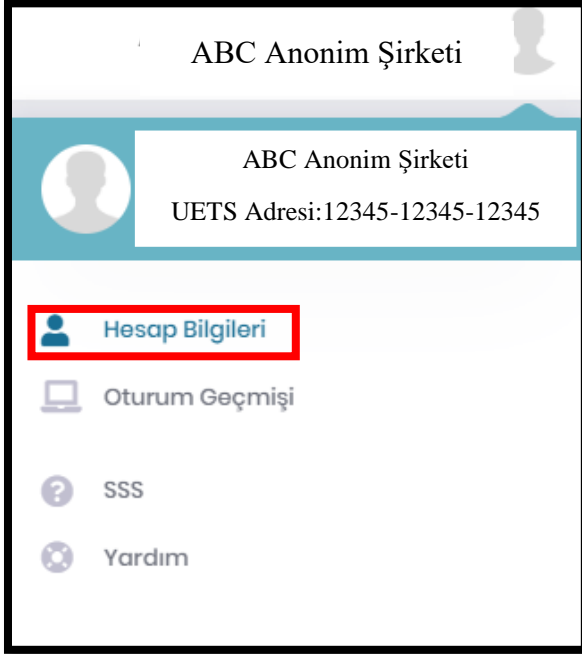 ABC Anonim Şirketi
ABC Anonim Şirketi
UETS Adresi:12345-12345-12345
Hesap Bilgileri
Oturum Geçmişi
SSS
Yardım